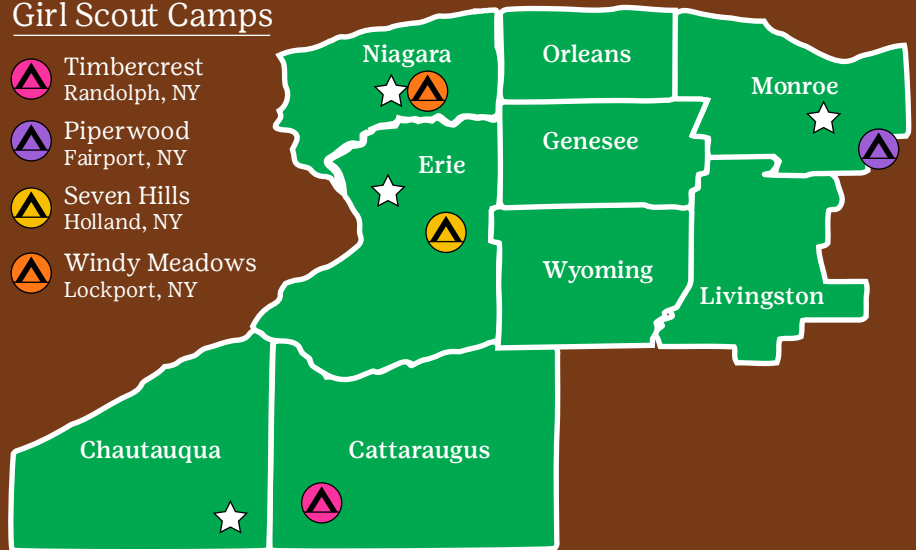 Girl Scout Camps
Timbercrest
Randolph, NY
Piperwood
Fairport, NY
Seven Hills
Holland, NY
Windy Meadows
Lockport, NY
Niagara
Orleans
Monroe
Erie
Genesee
Wyoming
Livingston
Chautauqua
Cattaraugus